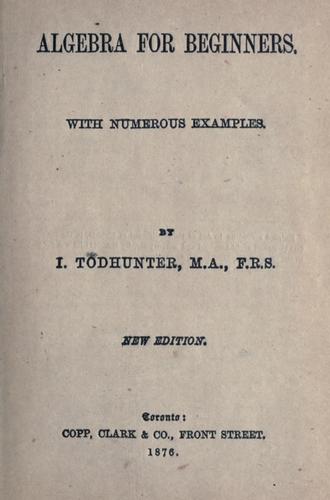 ALGEBRA FOR BEGINNERS.
WITH NUMEROUS EXAMPLES.
BY
I. TODHUNTER, M.A., F.R.S.
NEW EDITION.
Toronto:
COPP, CLARK & CO., FRONT STREET.
1876.